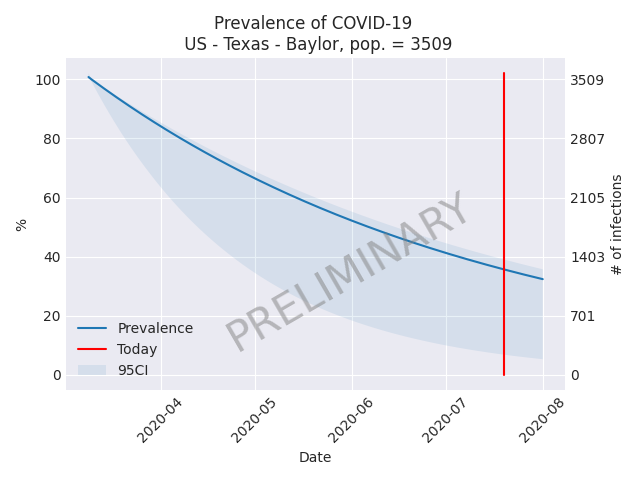 Prevalence of COVID-19
US - Texas - Baylor, pop. = 3509
100
80
60
40
20
0
%
3509
2807
2105
1403
701
0
# of infections
PRELIMINARY
Prevalence
Today
95CI
2020-04
2020-05
2020-06
2020-07
2020-08
Date